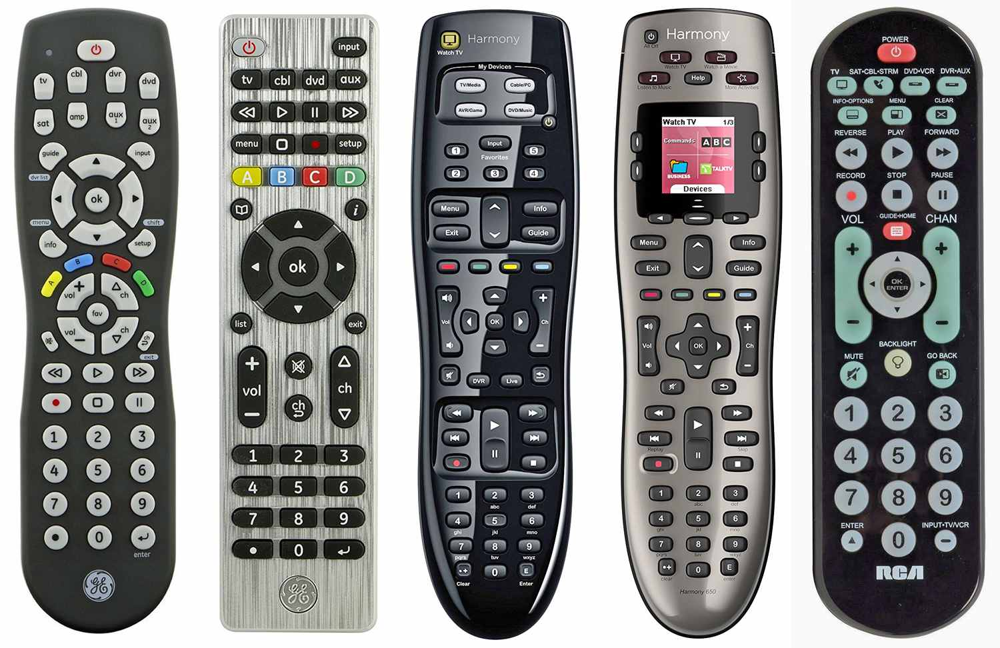 tv
cbl
dvr
dvd
sat
amp
aux
1
aux
2
guide
input
dvr list
ok
menu
shift
info
setup
A
B
C
D
+
vol
ch
fav
vol
−
ch
ch
exit
1 2 3
4 5 6
7 8 9
• 0
enter
GE
input
tv cbl dvd aux
menu setup
A B C D
i
ok
list exit
+
vol
−
ch
ch
1 2 3
4 5 6
7 8 9
• 0
GE
Harmony
Watch TV
My Devices
TV/Media Cable/PC
AVR/Game DVD/Music
Input
1 Favorites 5
2 3 4
Menu Info
Exit Guide
+
Vol OK Ch
−
DVR Live
1 2 3
abc def
4 5 6
ghi jkl mno
7 8 9
pqrs tuv wxyz
•+ 0 E
Clear Enter
Harmony
All Off
Watch TV Watch a Movie
Listen to Music Help More Activities
Watch TV 1/3
Commands ABC
BUSINESS TALKTV
Devices
Menu Info
Exit Guide
+
Vol OK Ch
−
Replay Skip
1 2 3
abc def
4 5 6
ghi jkl mno
7 8 9
pqrs tuv wxyz
•+ 0 E
clear enter
Harmony 650
POWER
TV SAT•CBL•STRM DVD•VCR DVR•AUX
INFO•OPTIONS MENU CLEAR
REVERSE PLAY FORWARD
RECORD STOP PAUSE
VOL GUIDE•HOME CHAN
+ +
OK
ENTER
− −
BACKLIGHT
MUTE GO BACK
1 2 3
4 5 6
7 8 9
ENTER 0 INPUT•TV/VCR
RCA